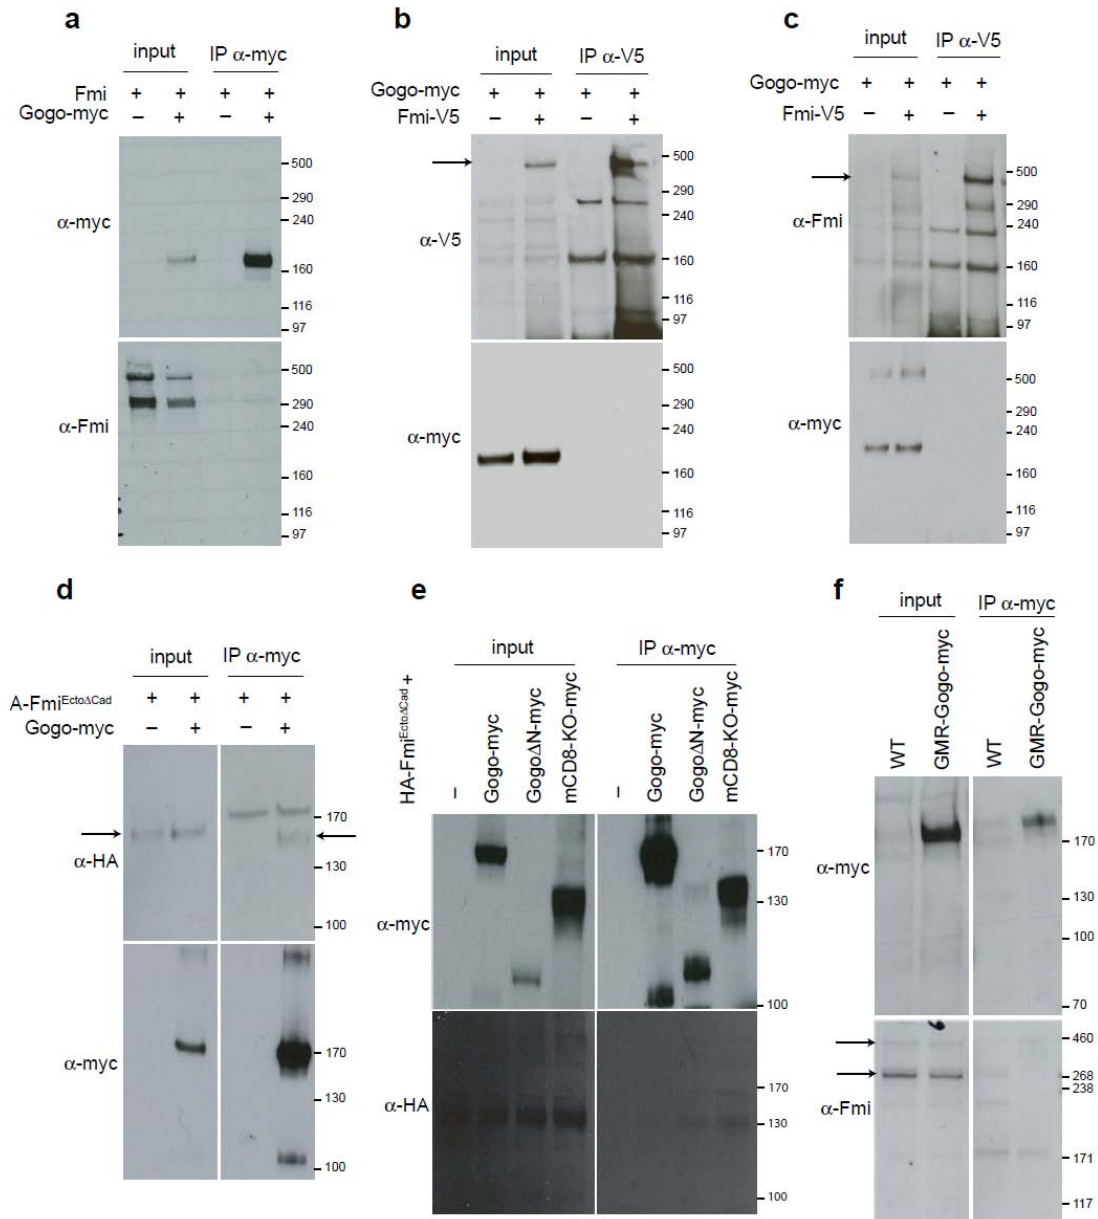 a
input IP α-myc
Fmi + + + +
Gogo-myc − + − +
α-myc
500
290
240
160
116
97
α-Fmi
500
290
240
160
116
97
b
input IP α-V5
Gogo-myc + + + +
Fmi-V5 − + − +
α-V5
500
290
240
160
116
97
α-myc
500
290
240
160
116
97
c
input IP α-V5
Gogo-myc + + + +
Fmi-V5 − + − +
α-Fmi
500
290
240
160
116
97
α-myc
500
290
240
160
116
97
d
input IP α-myc
A-Fmi^EctoΔCad + + + +
Gogo-myc − + − +
α-HA
170
130
100
α-myc
170
130
100
e
input IP α-myc
HA-Fmi^EctoΔCad +
− Gogo-myc GogoΔN-myc mCD8-KO-myc − Gogo-myc GogoΔN-myc mCD8-KO-myc
α-myc
170
130
100
α-HA
170
130
100
f
input IP α-myc
WT GMR-Gogo-myc WT GMR-Gogo-myc
α-myc
170
130
100
70
α-Fmi
460
268
238
171
117